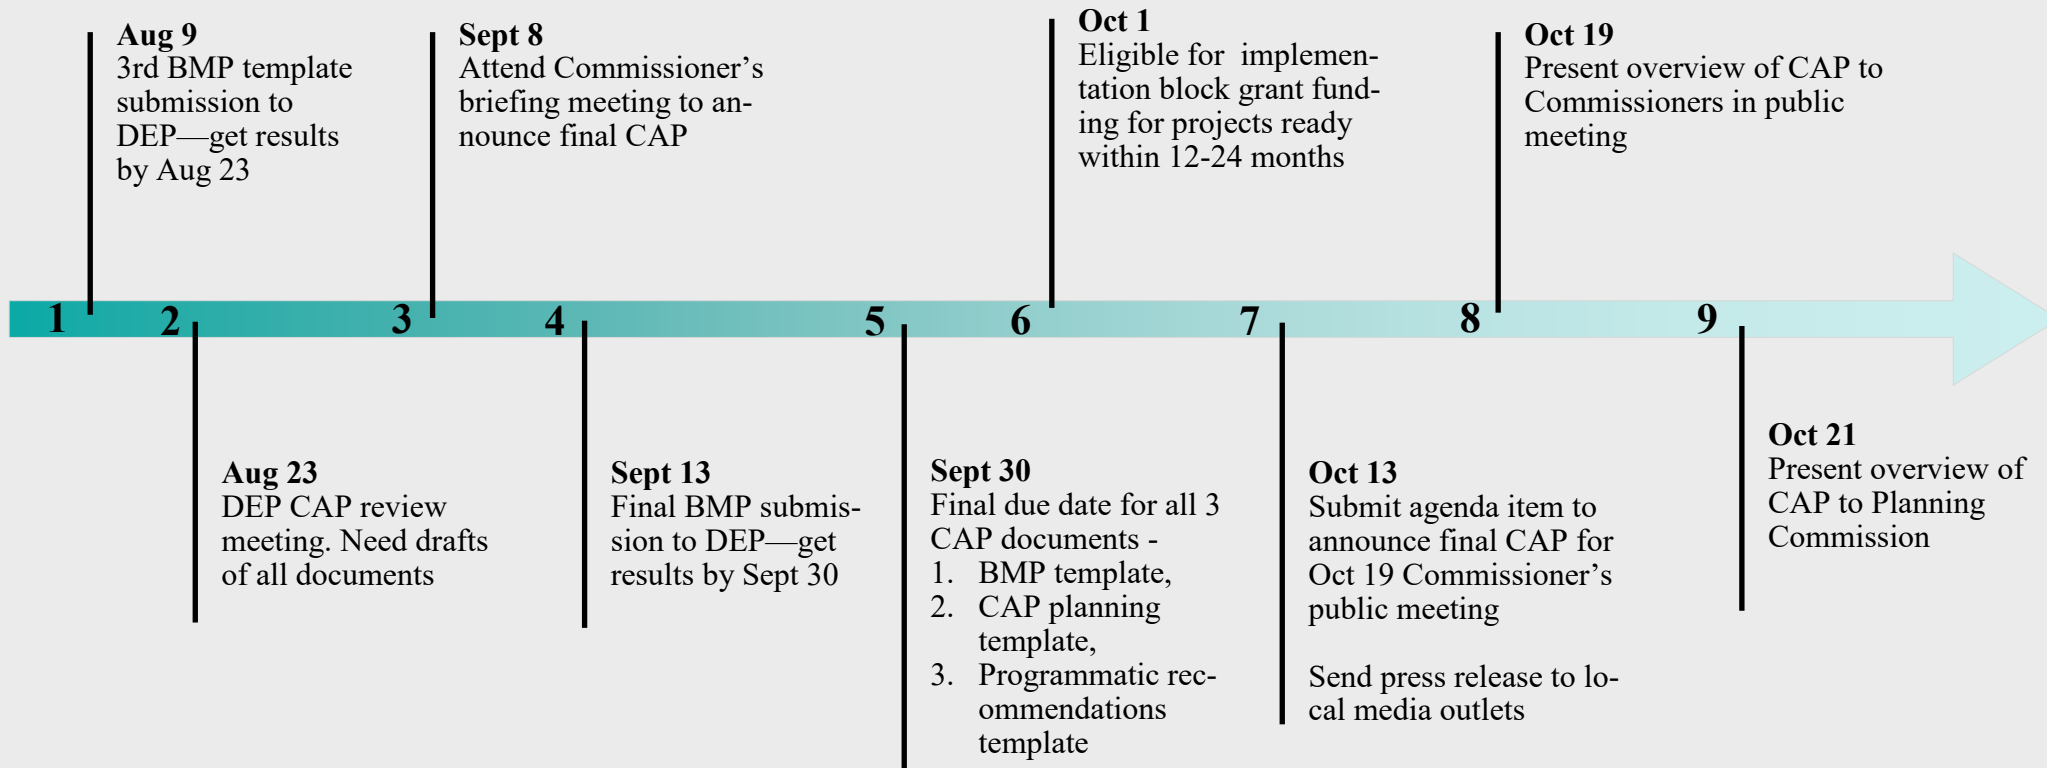 Aug 9
3rd BMP template
submission to
DEP—get results
by Aug 23
Sept 8
Attend Commissioner’s
briefing meeting to an-
nounce final CAP
Oct 1
Eligible for  implemen-
tation block grant fund-
ing for projects ready
within 12-24 months
Oct 19
Present overview of CAP to
Commissioners in public
meeting
1 2 3 4 5 6 7 8 9
Aug 23
DEP CAP review
meeting. Need drafts
of all documents
Sept 13
Final BMP submis-
sion to DEP—get
results by Sept 30
Sept 30
Final due date for all 3
CAP documents -
1. BMP template,
2. CAP planning
template,
3. Programmatic rec-
ommendations
template
Oct 13
Submit agenda item to
announce final CAP for
Oct 19 Commissioner’s
public meeting
Send press release to lo-
cal media outlets
Oct 21
Present overview of
CAP to Planning
Commission